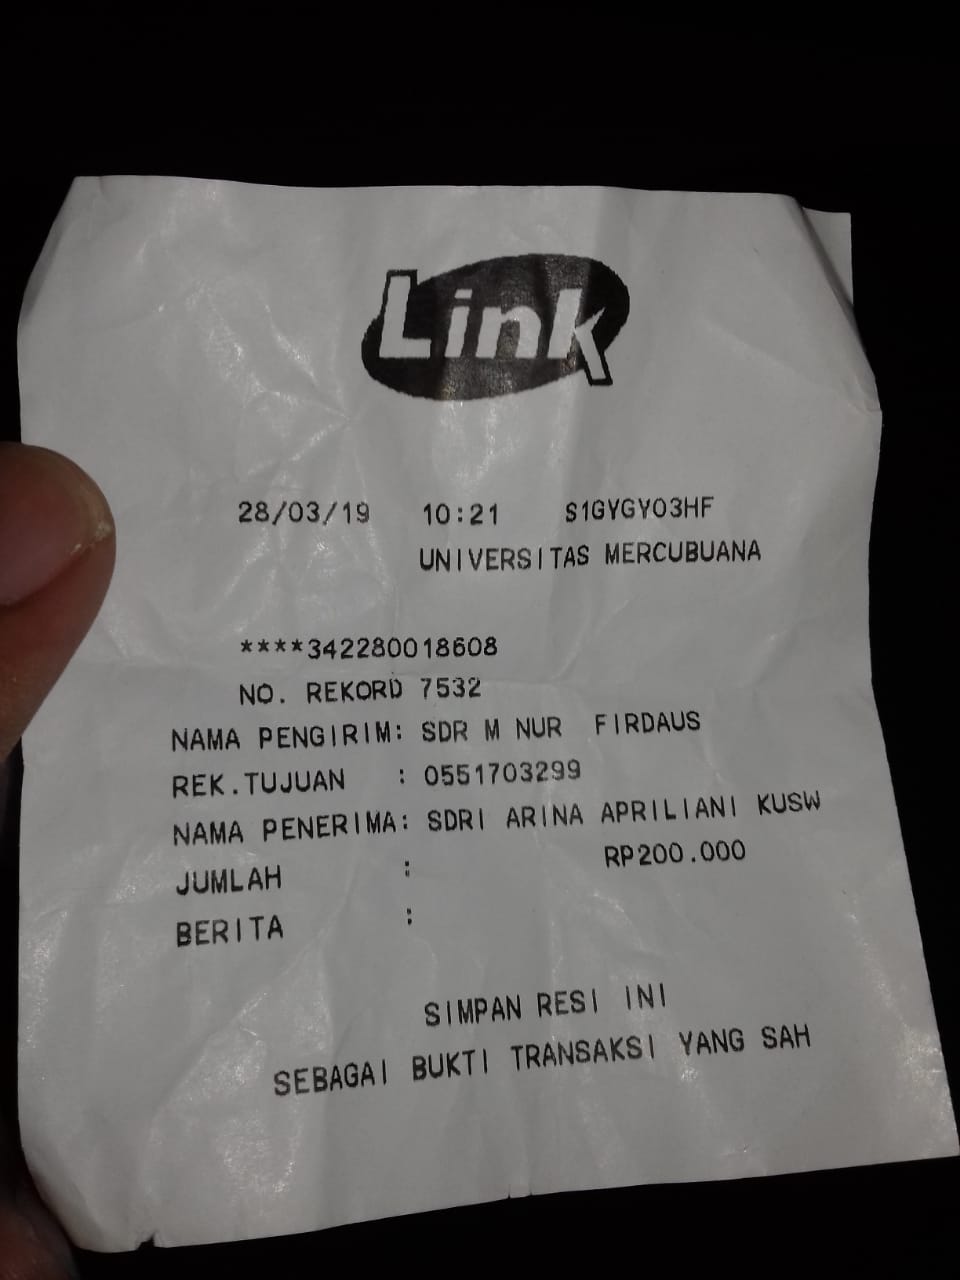 Link
28/03/19 10:21 S1GYGYO3HF
UNIVERSITAS MERCUBUANA
****342280018608
NO. REKORD 7532
NAMA PENGIRIM: SDR M NUR FIRDAUS
REK.TUJUAN : 0551703299
NAMA PENERIMA: SDRI ARINA APRILIANI KUSW
JUMLAH : RP200.000
BERITA :
SIMPAN RESI INI
SEBAGAI BUKTI TRANSAKSI YANG SAH